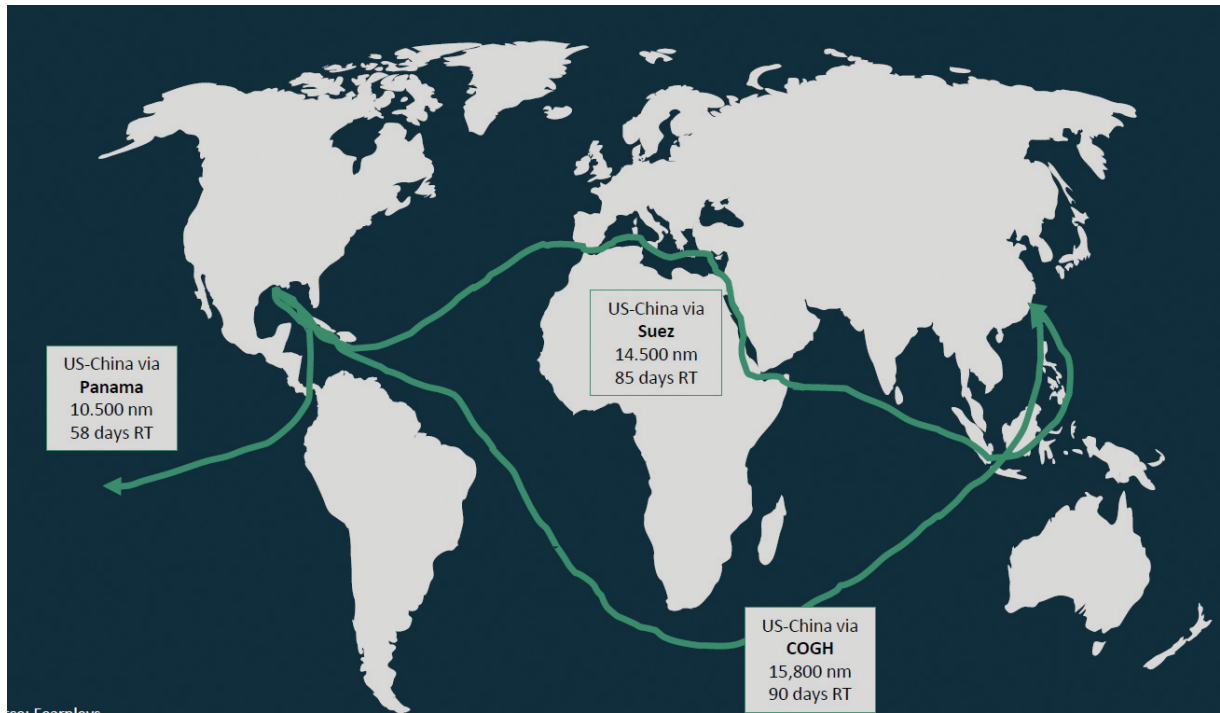 US-China via
Panama
10.500 nm
58 days RT
US-China via
Suez
14.500 nm
85 days RT
US-China via
COGH
15,800 nm
90 days RT